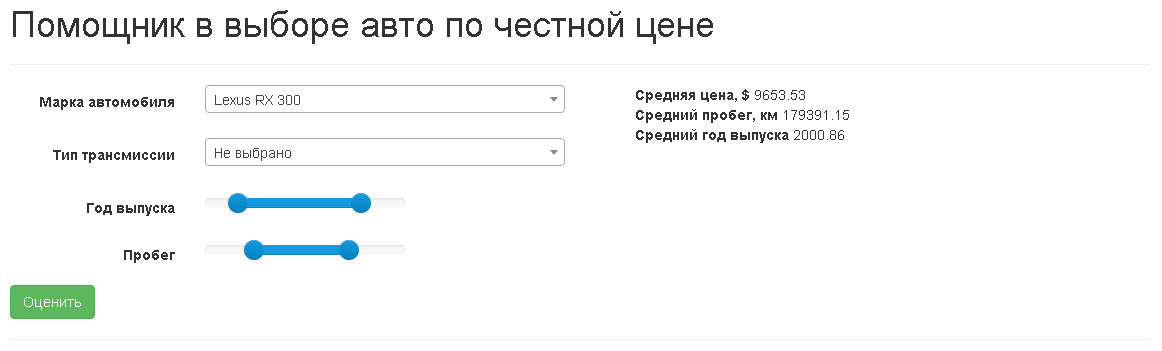 Помощник в выборе авто по честной цене
Марка автомобиля
Lexus RX 300
Тип трансмиссии
Не выбрано
Год выпуска
Пробег
Оценить
Средняя цена, $ 9653.53
Средний пробег, км 179391.15
Средний год выпуска 2000.86